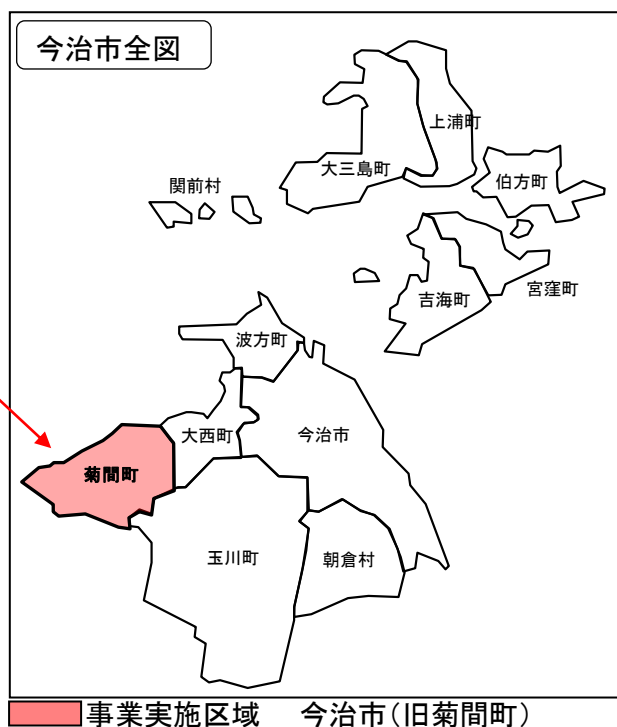 今治市全図
上浦町
大三島町
伯方町
関前村
宮窪町
吉海町
波方町
大西町
今治市
菊間町
玉川町
朝倉村
事業実施区域　今治市(旧菊間町)